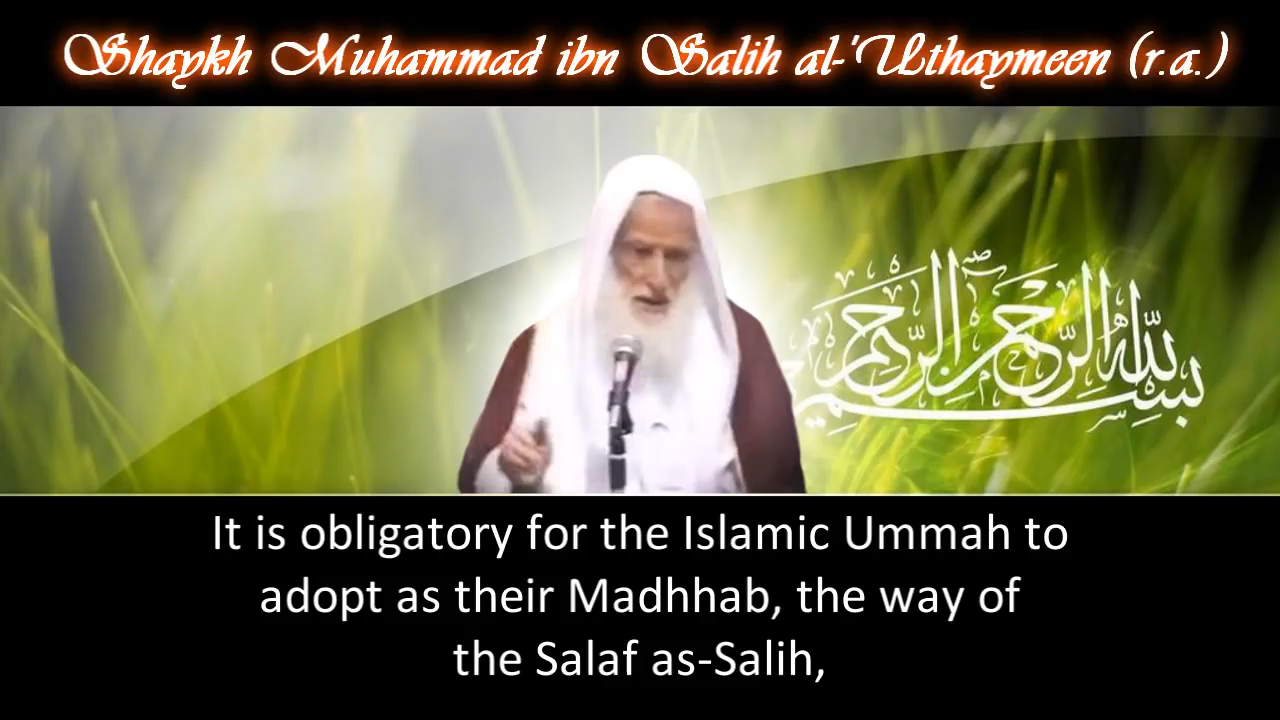 Shaykh Muhammad ibn Salih al-'Uthaymeen (r.a.)
بسم الله الرحمن الرحيم
It is obligatory for the Islamic Ummah to
adopt as their Madhhab, the way of
the Salaf as-Salih,